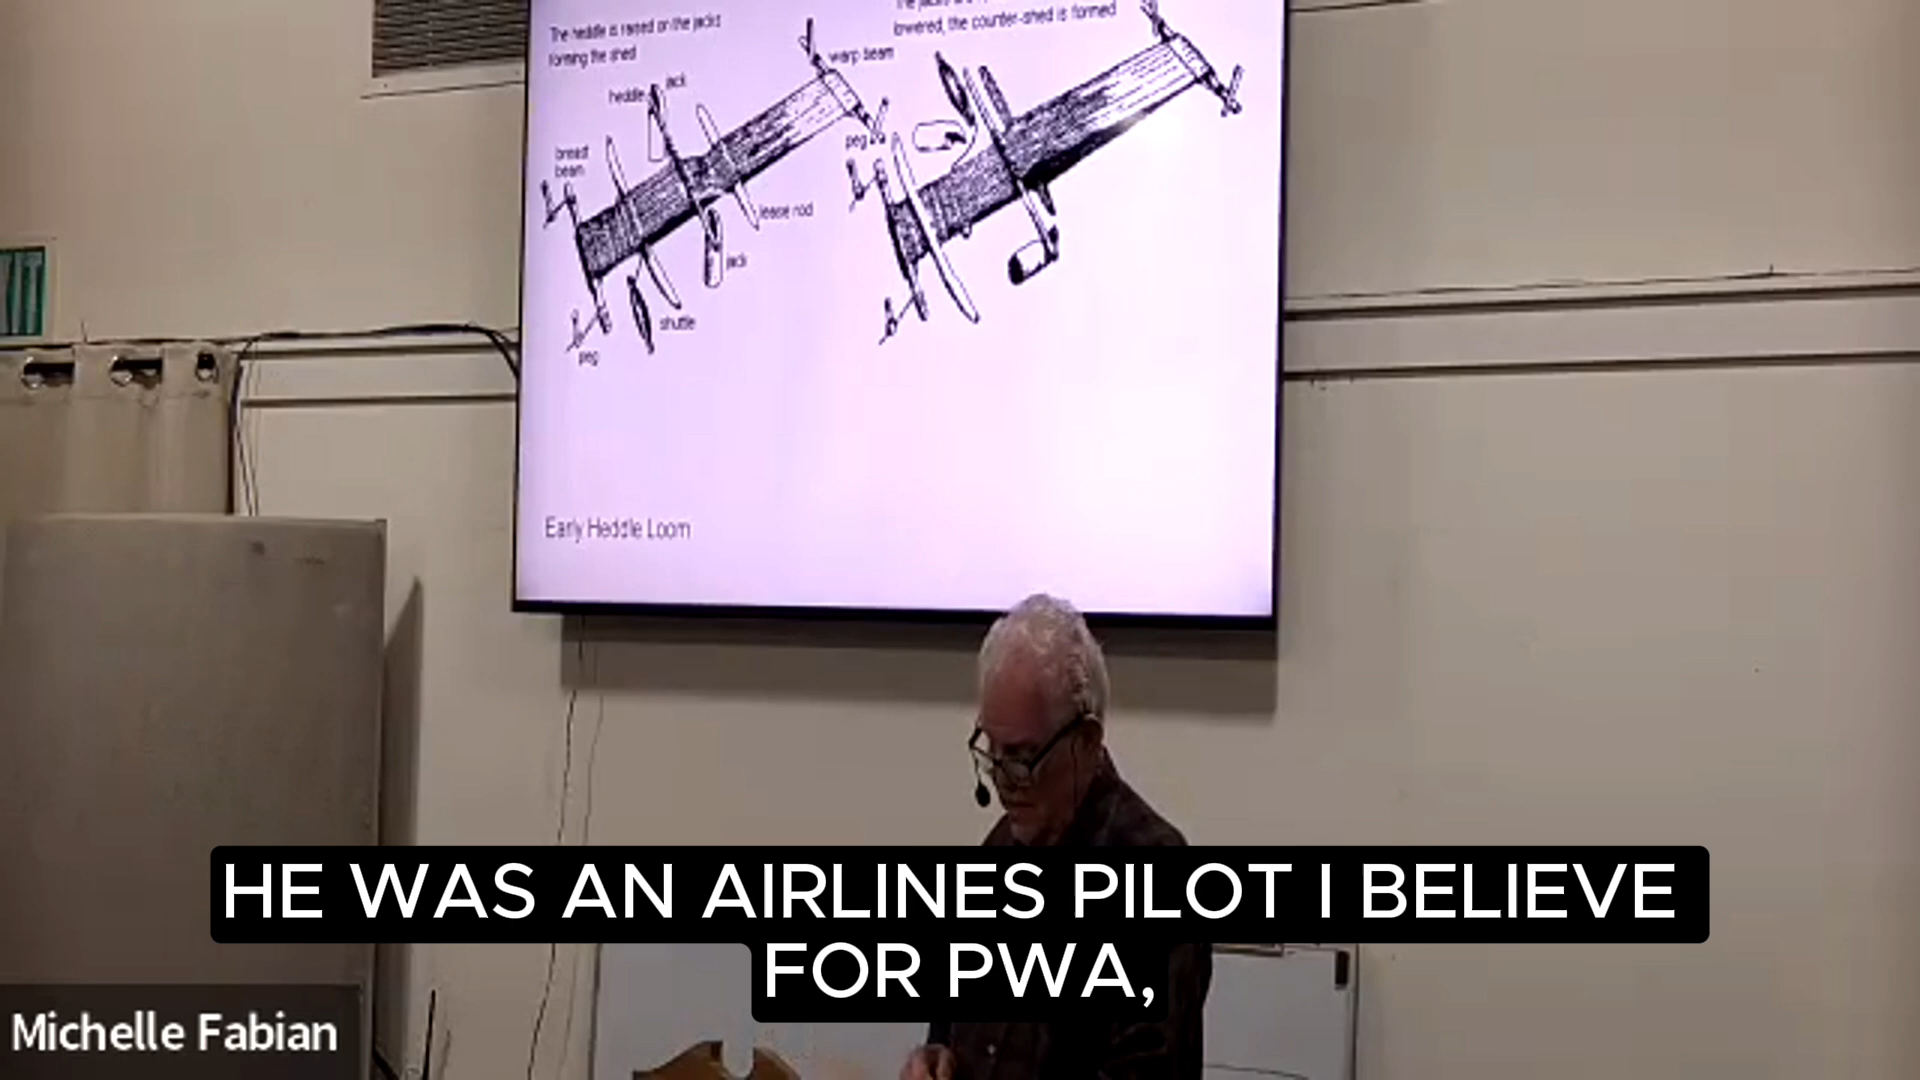 The heddle is raised on the jacks
forming the shed
lowered, the counter-shed is formed
warp beam
jack
heddle
breast
beam
peg
lease rod
jack
shuttle
peg
Early Heddle Loom
HE WAS AN AIRLINES PILOT I BELIEVE
FOR PWA,
Michelle Fabian